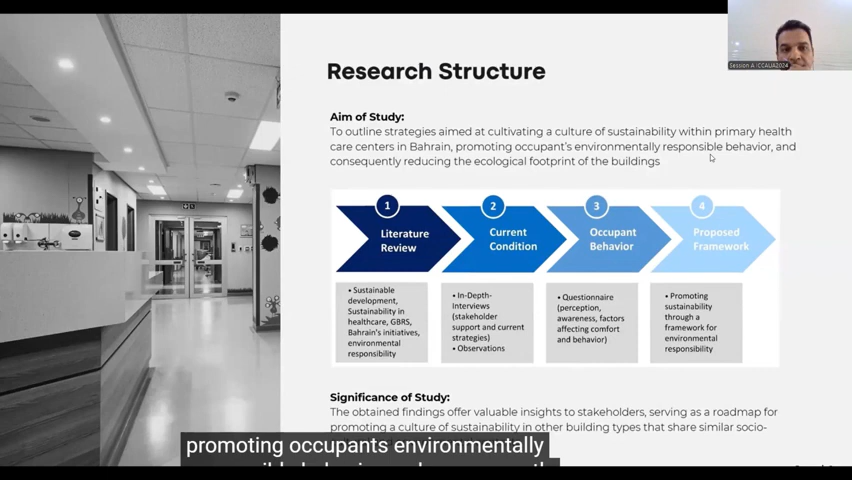 Session A ICCAUA2024
Research Structure
Aim of Study:
To outline strategies aimed at cultivating a culture of sustainability within primary health
care centers in Bahrain, promoting occupant's environmentally responsible behavior, and
consequently reducing the ecological footprint of the buildings
1
Literature
Review
2
Current
Condition
3
Occupant
Behavior
4
Proposed
Framework
• Sustainable
development,
Sustainability in
healthcare, GBRS,
Bahrain's initiatives,
environmental
responsibility
• In-Depth-
Interviews
(stakeholder
support and current
strategies)
• Observations
• Questionnaire
(perception,
awareness, factors
affecting comfort
and behavior)
• Promoting
sustainability
through a
framework for
environmental
responsibility
Significance of Study:
The obtained findings offer valuable insights to stakeholders, serving as a roadmap for
promoting a culture of sustainability in other building types that share similar socio-
promoting occupants environmentally